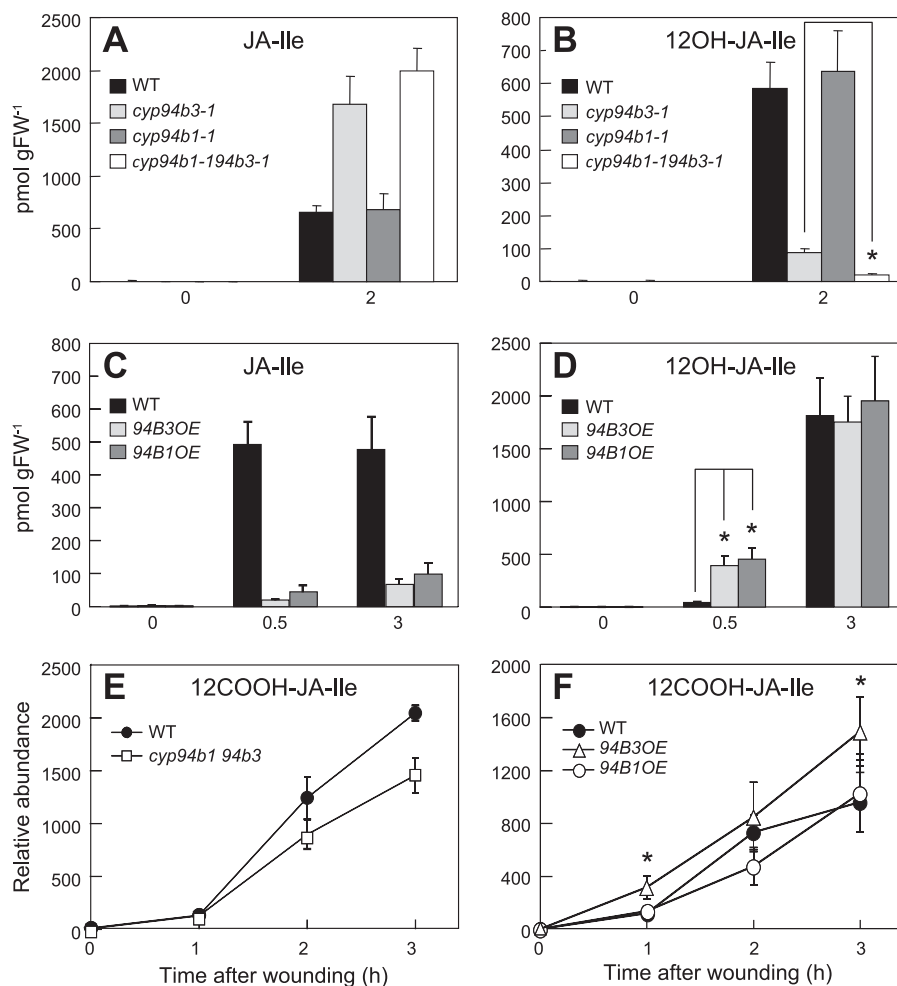 A
JA-Ile
2500
2000
1500
1000
500
0
pmol gFW⁻¹
WT
cyp94b3-1
cyp94b1-1
cyp94b1-194b3-1
0
2
B
12OH-JA-Ile
800
700
600
500
400
300
200
100
0
WT
cyp94b3-1
cyp94b1-1
cyp94b1-194b3-1
*
0
2
C
JA-Ile
800
700
600
500
400
300
200
100
0
pmol gFW⁻¹
WT
94B3OE
94B1OE
0
0.5
3
D
12OH-JA-Ile
2500
2000
1500
1000
500
0
WT
94B3OE
94B1OE
* *
0
0.5
3
E
12COOH-JA-Ile
2500
2000
1500
1000
500
0
Relative abundance
WT
cyp94b1 94b3
0
1
2
3
Time after wounding (h)
F
12COOH-JA-Ile
2000
1600
1200
800
400
0
WT
94B3OE
94B1OE
*
*
0
1
2
3
Time after wounding (h)